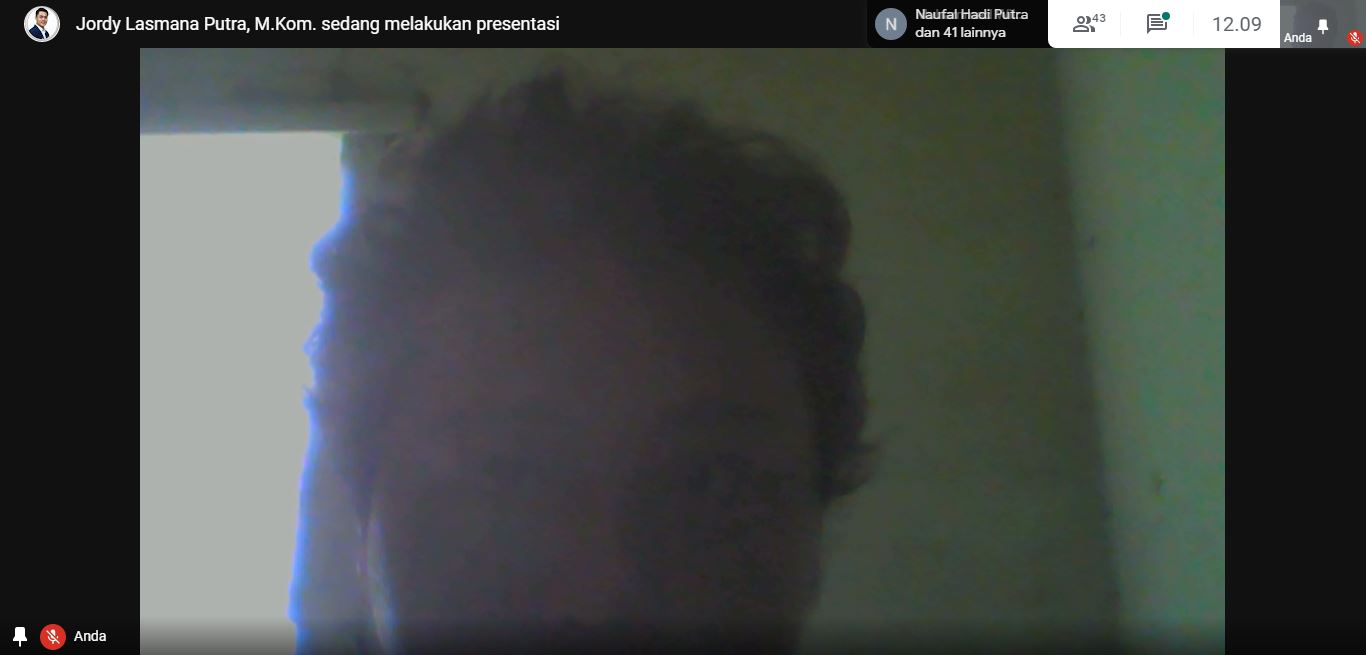 Jordy Lasmana Putra, M.Kom. sedang melakukan presentasi
N
Naufal Hadi Putra
dan 41 lainnya
43
12.09
Anda
Anda